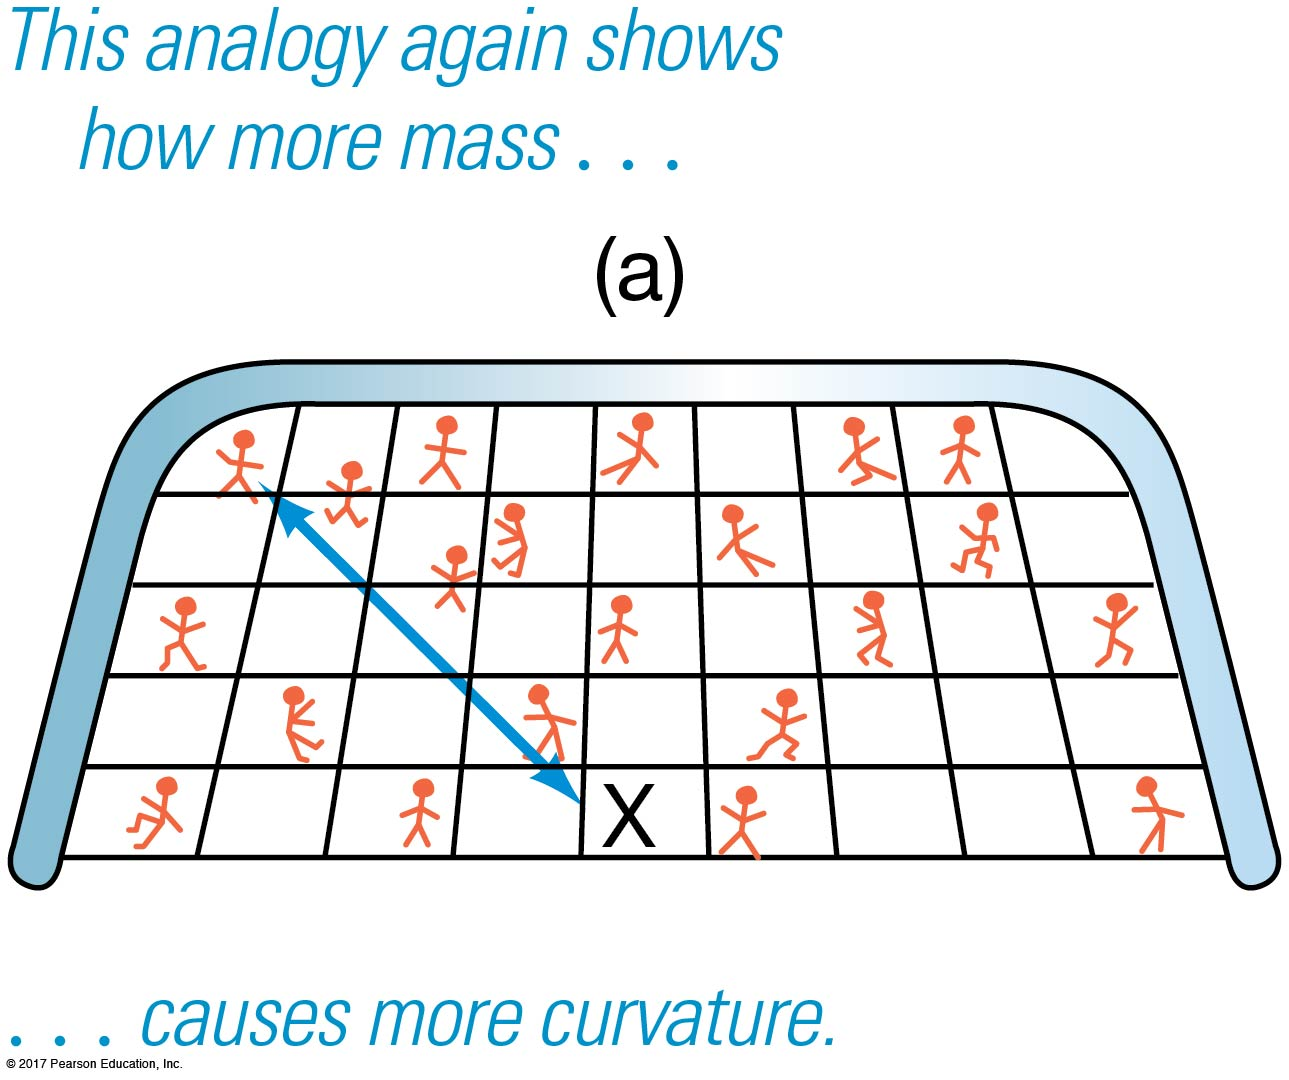 This analogy again shows
how more mass . . .
(a)
X
. . . causes more curvature.
© 2017 Pearson Education, Inc.